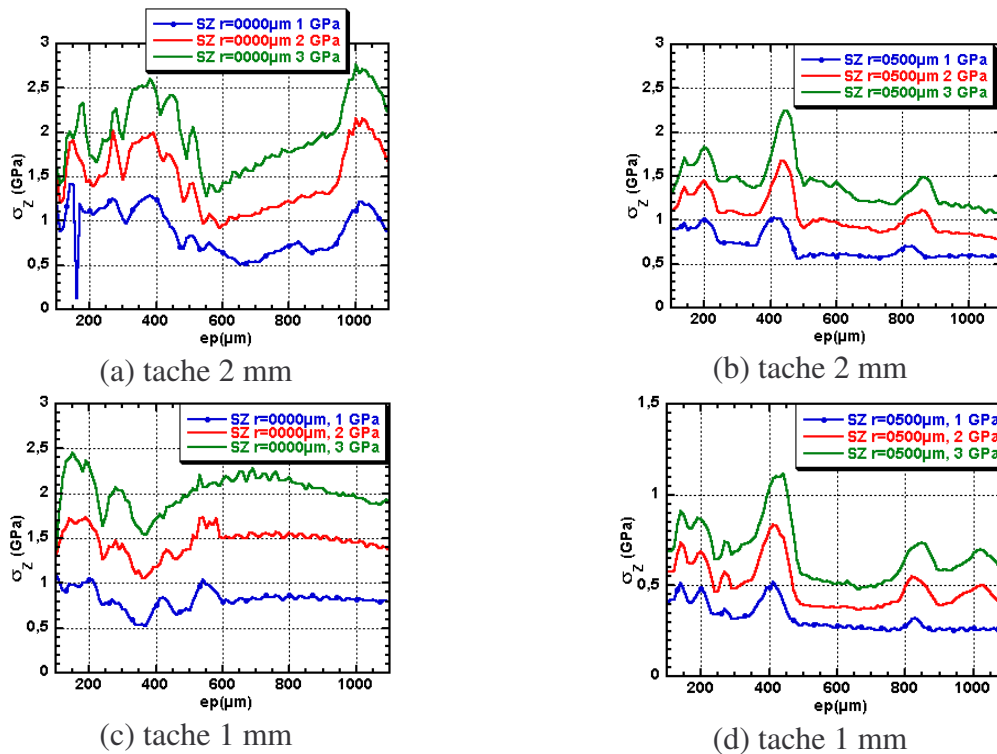 SZ r=0000µm 1 GPa
SZ r=0000µm 2 GPa
SZ r=0000µm 3 GPa
3
2,5
2
1,5
1
0,5
0
σZ (GPa)
200 400 600 800 1000
ep(µm)
(a) tache 2 mm
SZ r=0500µm 1 GPa
SZ r=0500µm 2 GPa
SZ r=0500µm 3 GPa
3
2,5
2
1,5
1
0,5
0
σZ (GPa)
200 400 600 800 1000
ep(µm)
(b) tache 2 mm
SZ r=0000µm, 1 GPa
SZ r=0000µm, 2 GPa
SZ r=0000µm, 3 GPa
3
2,5
2
1,5
1
0,5
0
σZ (GPa)
200 400 600 800 1000
ep(µm)
(c) tache 1 mm
SZ r=0500µm, 1 GPa
SZ r=0500µm, 2 GPa
SZ r=0500µm, 3 GPa
1,5
1
0,5
0
σZ (GPa)
200 400 600 800 1000
ep(µm)
(d) tache 1 mm